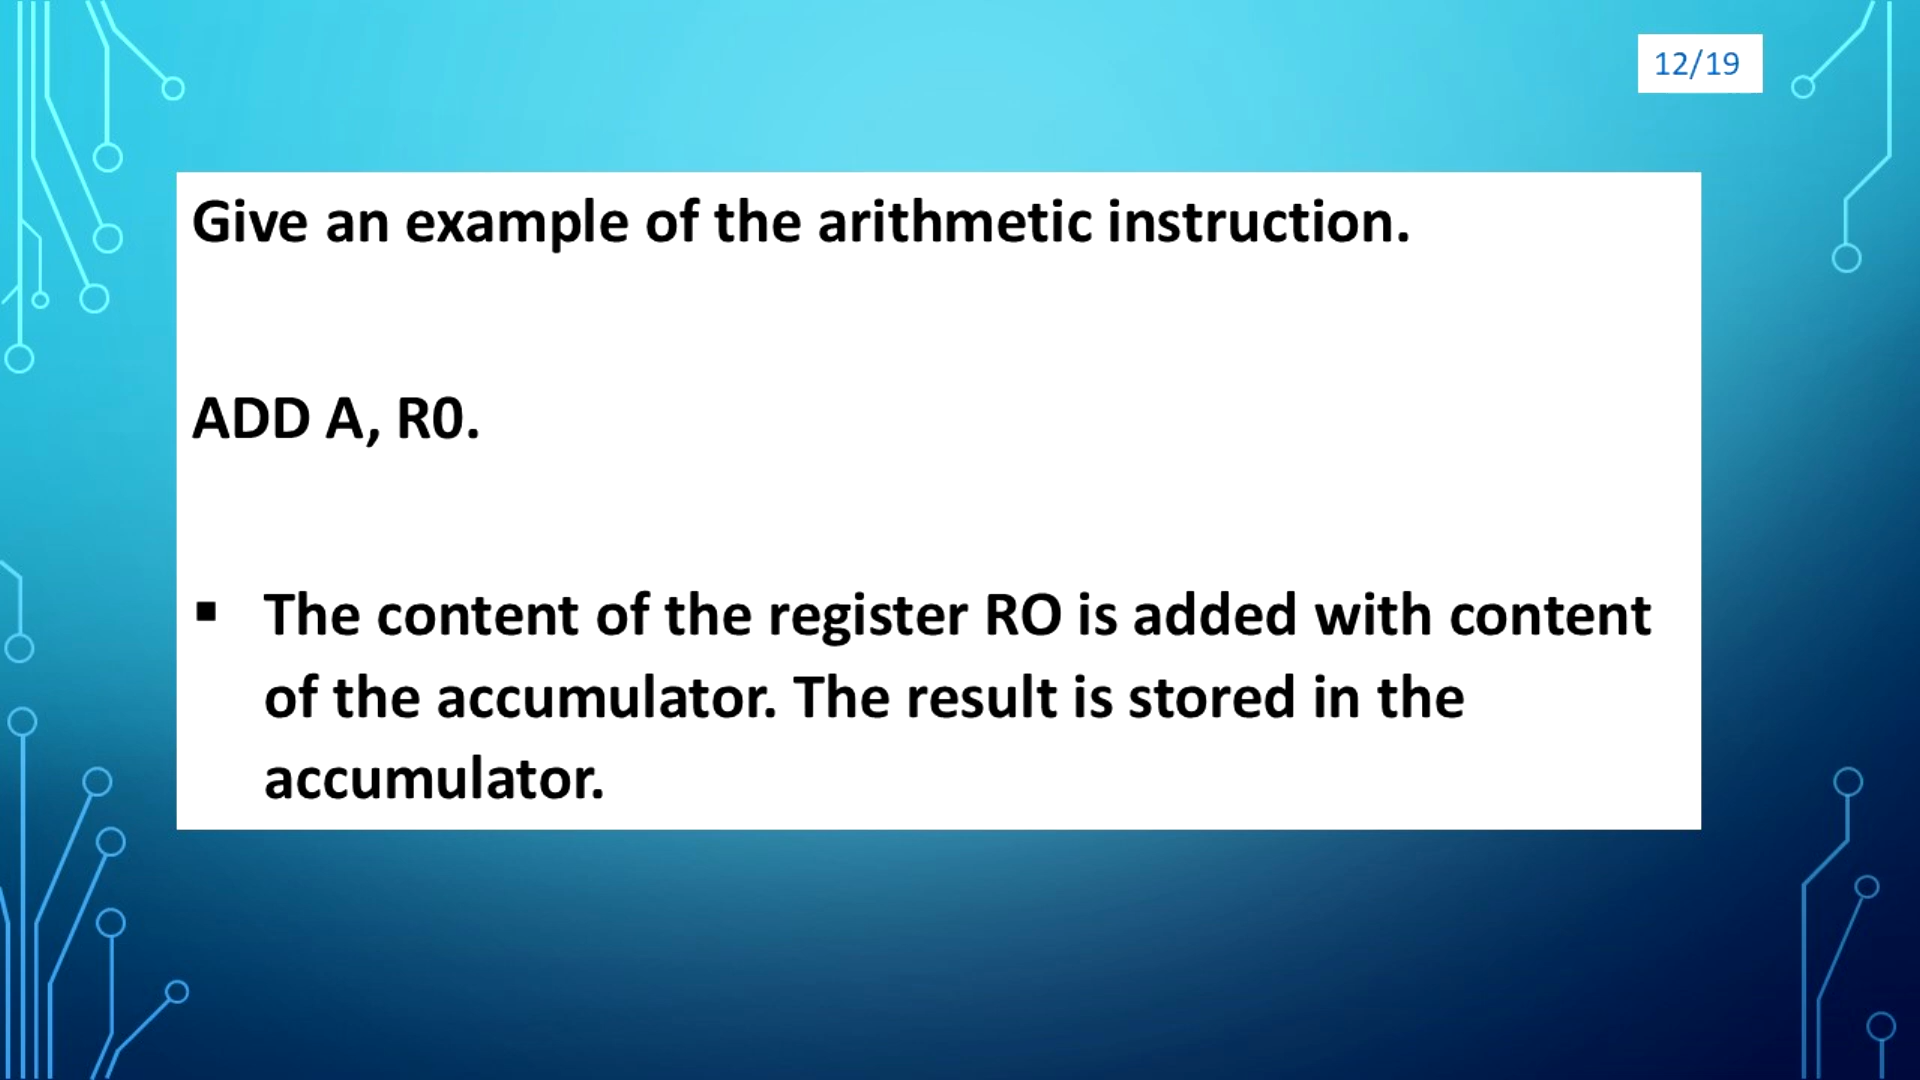 12/19
Give an example of the arithmetic instruction.
ADD A, R0.
▪ The content of the register RO is added with content
of the accumulator. The result is stored in the
accumulator.